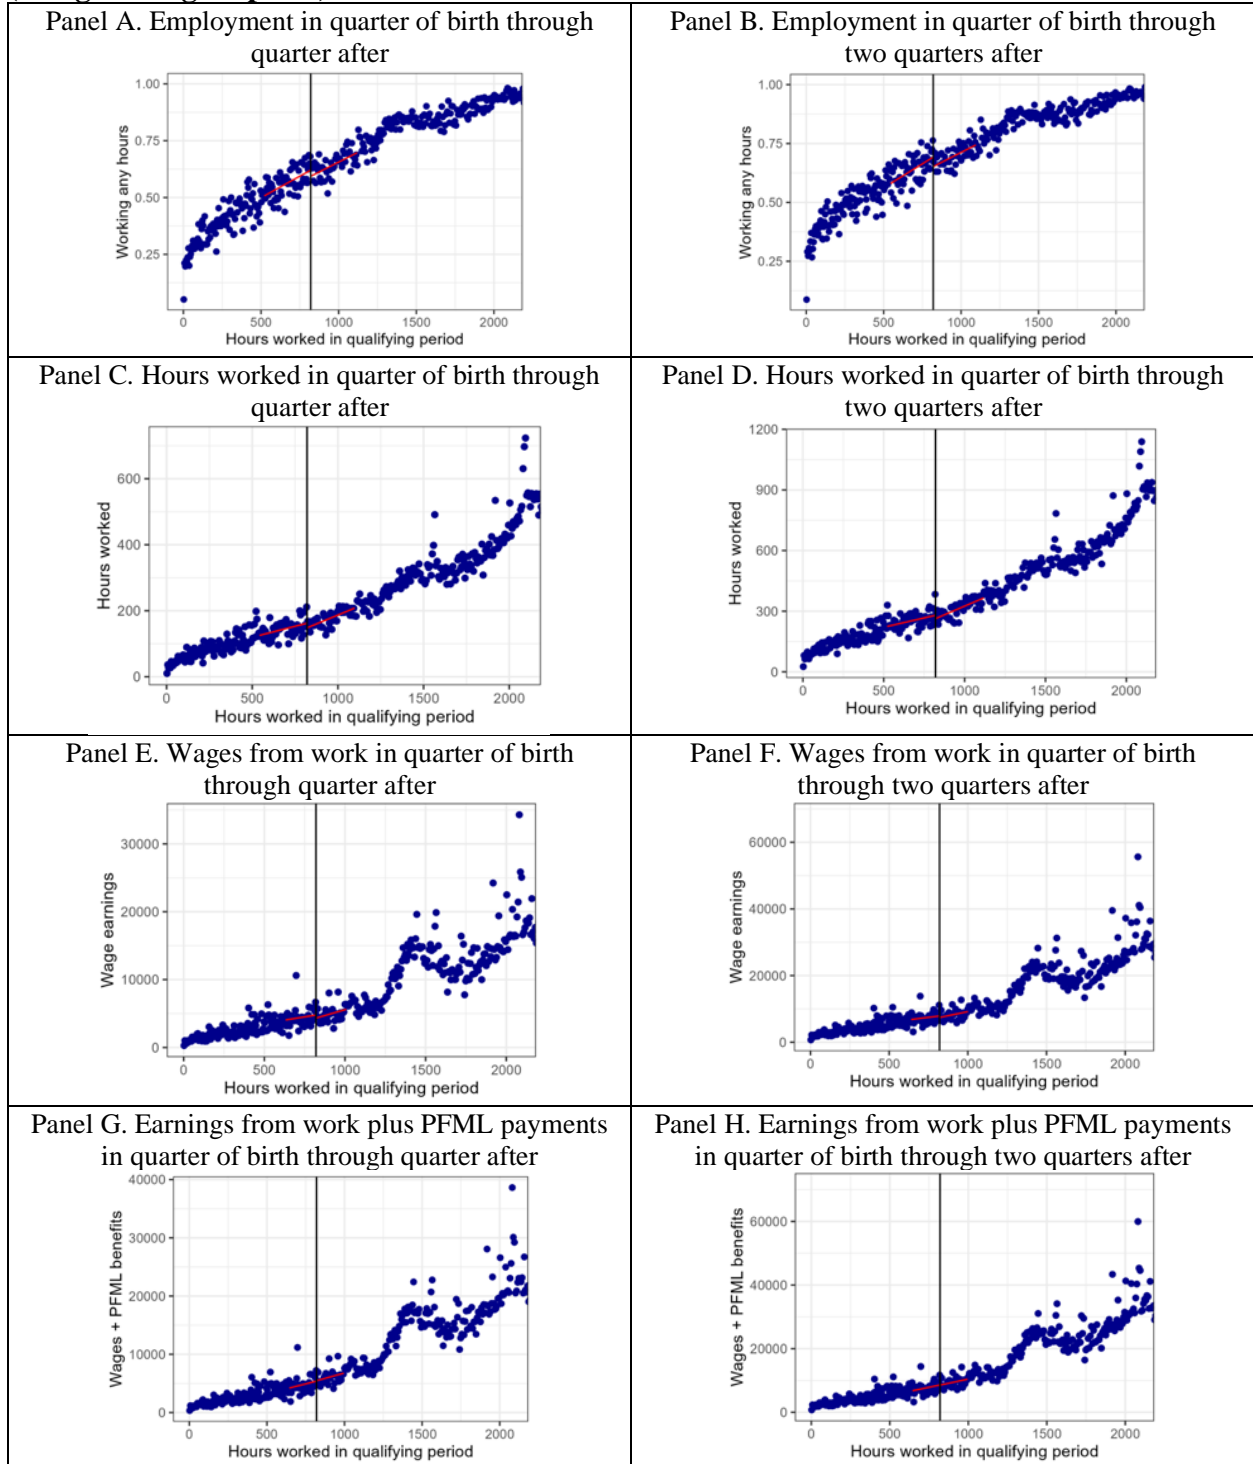 Panel A. Employment in quarter of birth through
quarter after
1.00
0.75
0.50
0.25
Working any hours
0
500
1000
1500
2000
Hours worked in qualifying period
Panel B. Employment in quarter of birth through
two quarters after
1.00
0.75
0.50
0.25
Working any hours
0
500
1000
1500
2000
Hours worked in qualifying period
Panel C. Hours worked in quarter of birth through
quarter after
600
400
200
0
Hours worked
0
500
1000
1500
2000
Hours worked in qualifying period
Panel D. Hours worked in quarter of birth through
two quarters after
1200
900
600
300
0
Hours worked
0
500
1000
1500
2000
Hours worked in qualifying period
Panel E. Wages from work in quarter of birth
through quarter after
30000
20000
10000
0
Wage earnings
0
500
1000
1500
2000
Hours worked in qualifying period
Panel F. Wages from work in quarter of birth
through two quarters after
60000
40000
20000
0
Wage earnings
0
500
1000
1500
2000
Hours worked in qualifying period
Panel G. Earnings from work plus PFML payments
in quarter of birth through quarter after
40000
30000
20000
10000
0
Wages + PFML benefits
0
500
1000
1500
2000
Hours worked in qualifying period
Panel H. Earnings from work plus PFML payments
in quarter of birth through two quarters after
60000
40000
20000
0
Wages + PFML benefits
0
500
1000
1500
2000
Hours worked in qualifying period